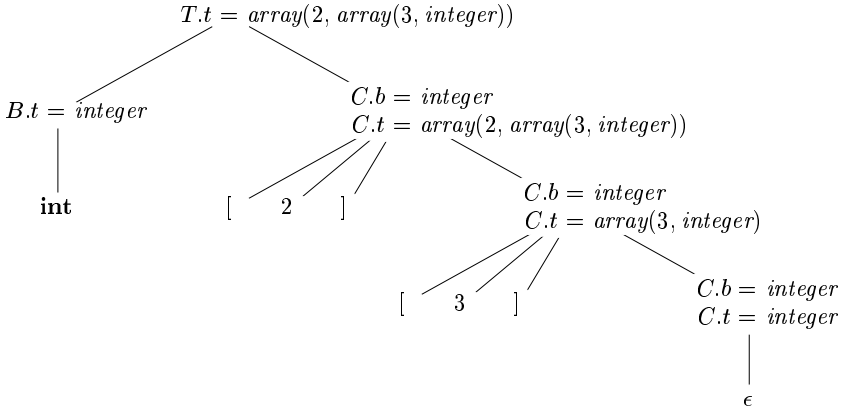 T.t = array(2, array(3, integer))
B.t = integer
C.b = integer
C.t = array(2, array(3, integer))
int
[ 2 ]
C.b = integer
C.t = array(3, integer)
[ 3 ]
C.b = integer
C.t = integer
ϵ